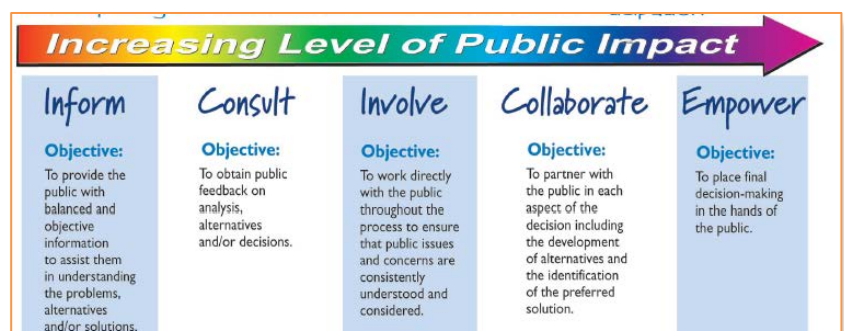 Increasing Level of Public Impact
Inform
Objective:
To provide the
public with
balanced and
objective
information
to assist them
in understanding
the problems,
alternatives
and/or solutions.
Consult
Objective:
To obtain public
feedback on
analysis,
alternatives
and/or decisions.
Involve
Objective:
To work directly
with the public
throughout the
process to ensure
that public issues
and concerns are
consistently
understood and
considered.
Collaborate
Objective:
To partner with
the public in each
aspect of the
decision including
the development
of alternatives and
the identification
of the preferred
solution.
Empower
Objective:
To place final
decision-making
in the hands of
the public.